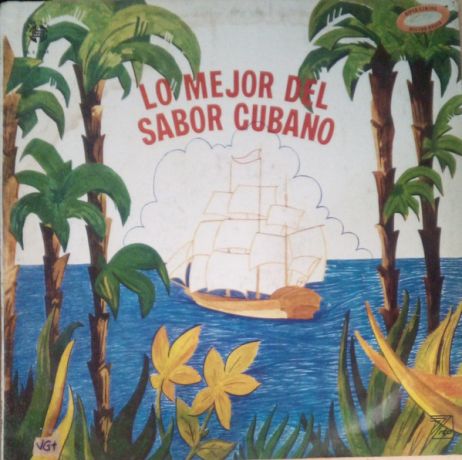 LO MEJOR DEL
SABOR CUBANO
VG+